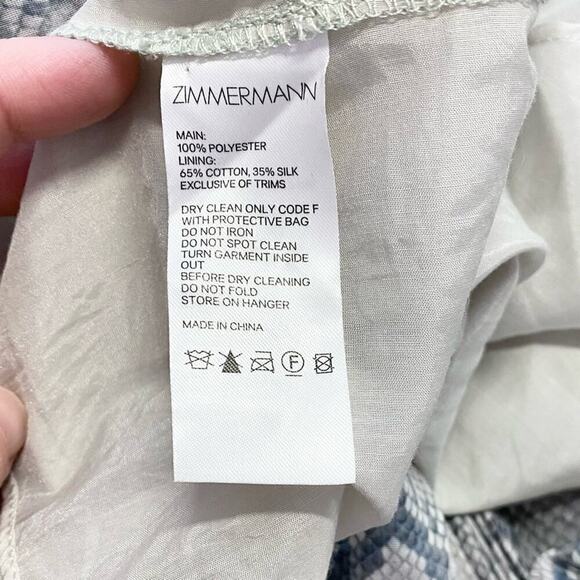 ZIMMERMANN
MAIN:
100% POLYESTER
LINING:
65% COTTON, 35% SILK
EXCLUSIVE OF TRIMS
DRY CLEAN ONLY CODE F
WITH PROTECTIVE BAG
DO NOT IRON
DO NOT SPOT CLEAN
TURN GARMENT INSIDE
OUT
BEFORE DRY CLEANING
DO NOT FOLD
STORE ON HANGER
MADE IN CHINA
F